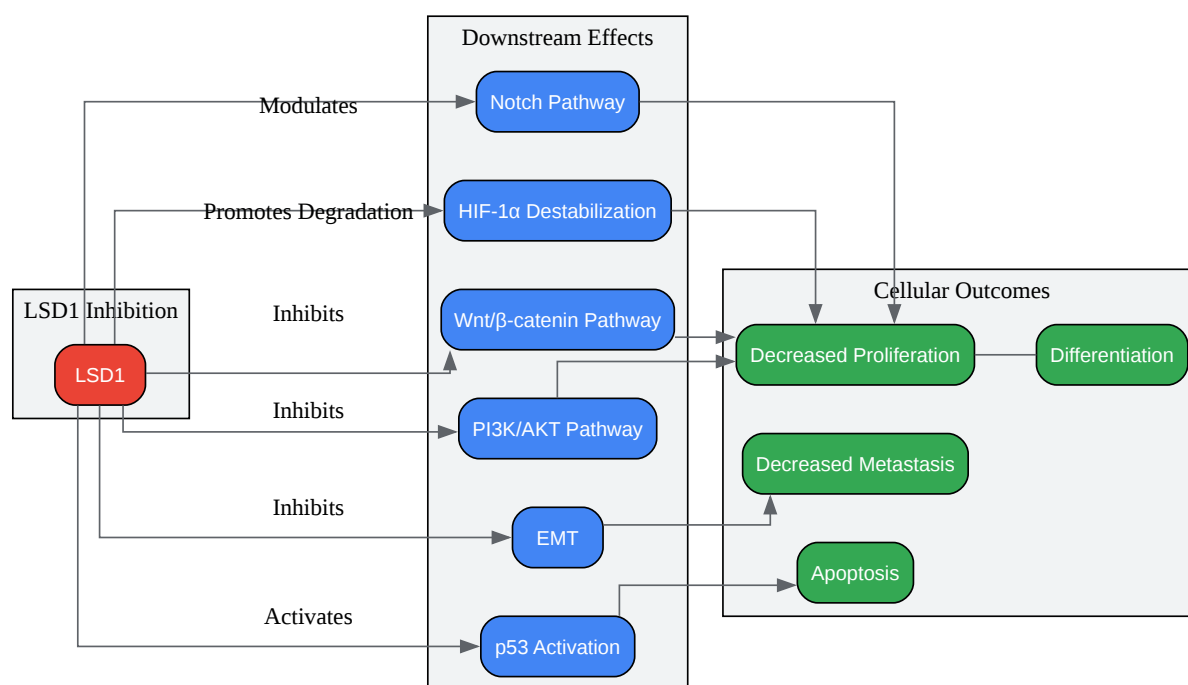 Downstream Effects
Modulates
Notch Pathway
Promotes Degradation
HIF-1α Destabilization
LSD1 Inhibition
LSD1
Inhibits
Wnt/β-catenin Pathway
Inhibits
PI3K/AKT Pathway
Inhibits
EMT
Activates
p53 Activation
Cellular Outcomes
Decreased Proliferation
Differentiation
Decreased Metastasis
Apoptosis